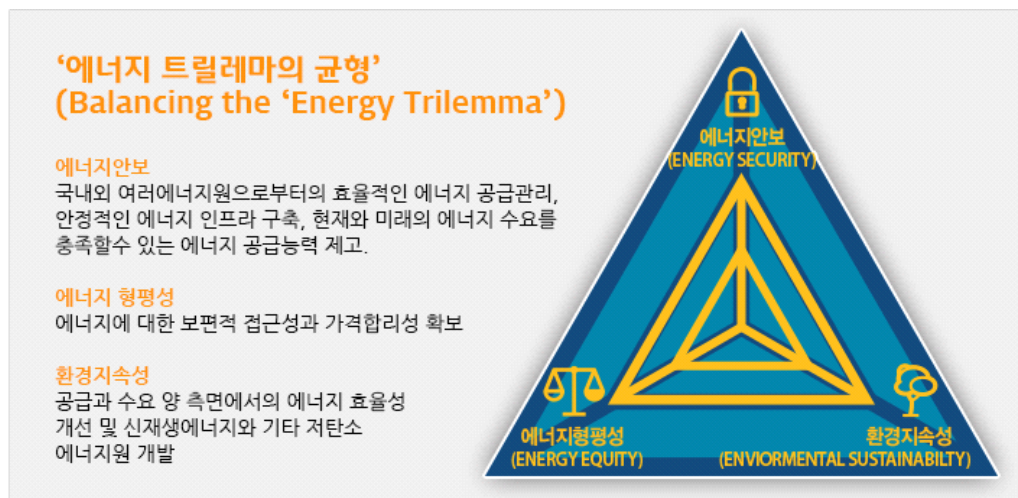 ‘에너지 트릴레마의 균형’
(Balancing the ‘Energy Trilemma’)
에너지안보
국내외 여러에너지원으로부터의 효율적인 에너지 공급관리,
안정적인 에너지 인프라 구축, 현재와 미래의 에너지 수요를
충족할수 있는 에너지 공급능력 제고.
에너지 형평성
에너지에 대한 보편적 접근성과 가격합리성 확보
환경지속성
공급과 수요 양 측면에서의 에너지 효율성
개선 및 신재생에너지와 기타 저탄소
에너지원 개발
에너지안보
(ENERGY SECURITY)
에너지형평성
(ENERGY EQUITY)
환경지속성
(ENVIORMENTAL SUSTAINABILTY)